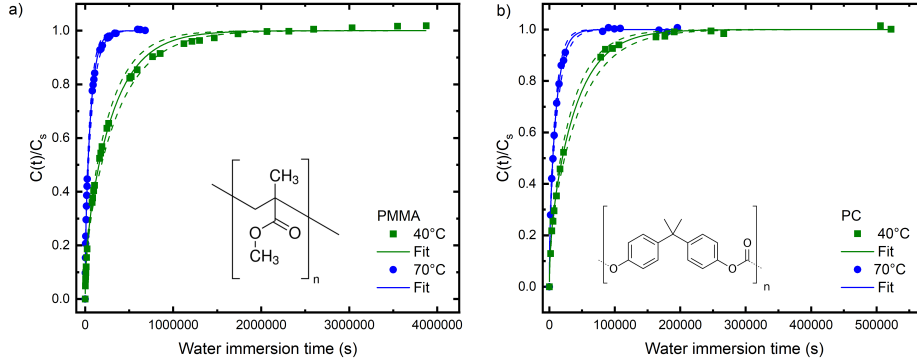 a)
C(t)/Cs
1.0
0.8
0.6
0.4
0.2
0.0
CH3
O
O
H3C
CH3
n
PMMA
40°C
Fit
70°C
Fit
0 1000000 2000000 3000000 4000000
Water immersion time (s)
b)
C(t)/Cs
1.0
0.8
0.6
0.4
0.2
0.0
O
O
O
n
PC
40°C
Fit
70°C
Fit
0 100000 200000 300000 400000 500000
Water immersion time (s)